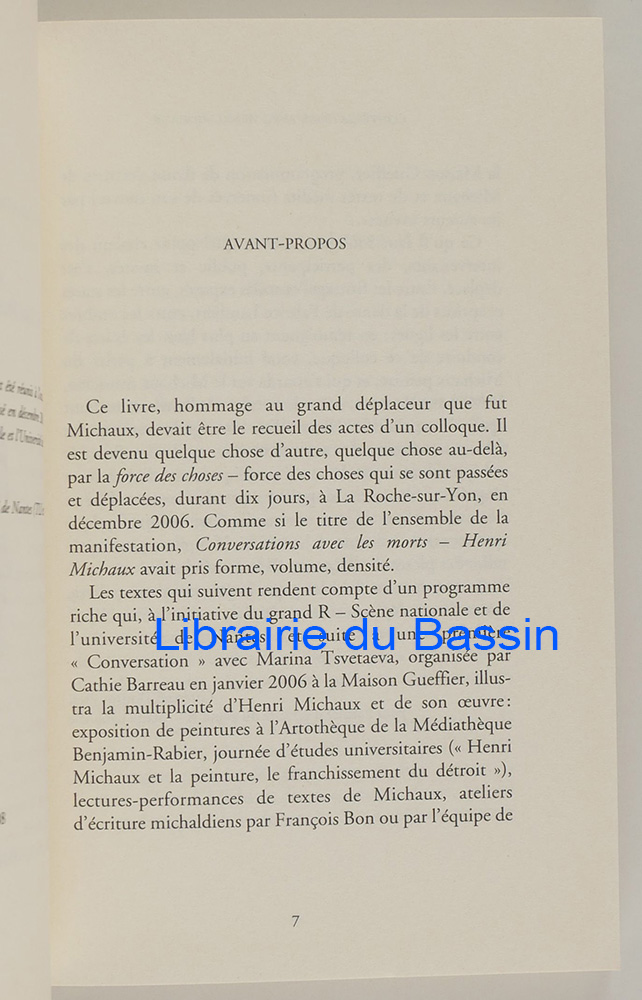 AVANT-PROPOS
Ce livre, hommage au grand déplaceur que fut
Michaux, devait être le recueil des actes d'un colloque. Il
est devenu quelque chose d'autre, quelque chose au-delà,
par la force des choses – force des choses qui se sont passées
et déplacées, durant dix jours, à La Roche-sur-Yon, en
décembre 2006. Comme si le titre de l'ensemble de la
manifestation, Conversations avec les morts – Henri
Michaux avait pris forme, volume, densité.
Les textes qui suivent rendent compte d'un programme
riche qui, à l'initiative du grand R – Scène nationale et de
l'université de Nantes, et suite à une première
Librairie du Bassin
« Conversation » avec Marina Tsvetaeva, organisée par
Cathie Barreau en janvier 2006 à la Maison Gueffier, illus-
tra la multiplicité d'Henri Michaux et de son œuvre :
exposition de peintures à l'Artothèque de la Médiathèque
Benjamin-Rabier, journée d'études universitaires (« Henri
Michaux et la peinture, le franchissement du détroit »),
lectures-performances de textes de Michaux, ateliers
d'écriture michaldiens par François Bon ou par l'équipe de
7